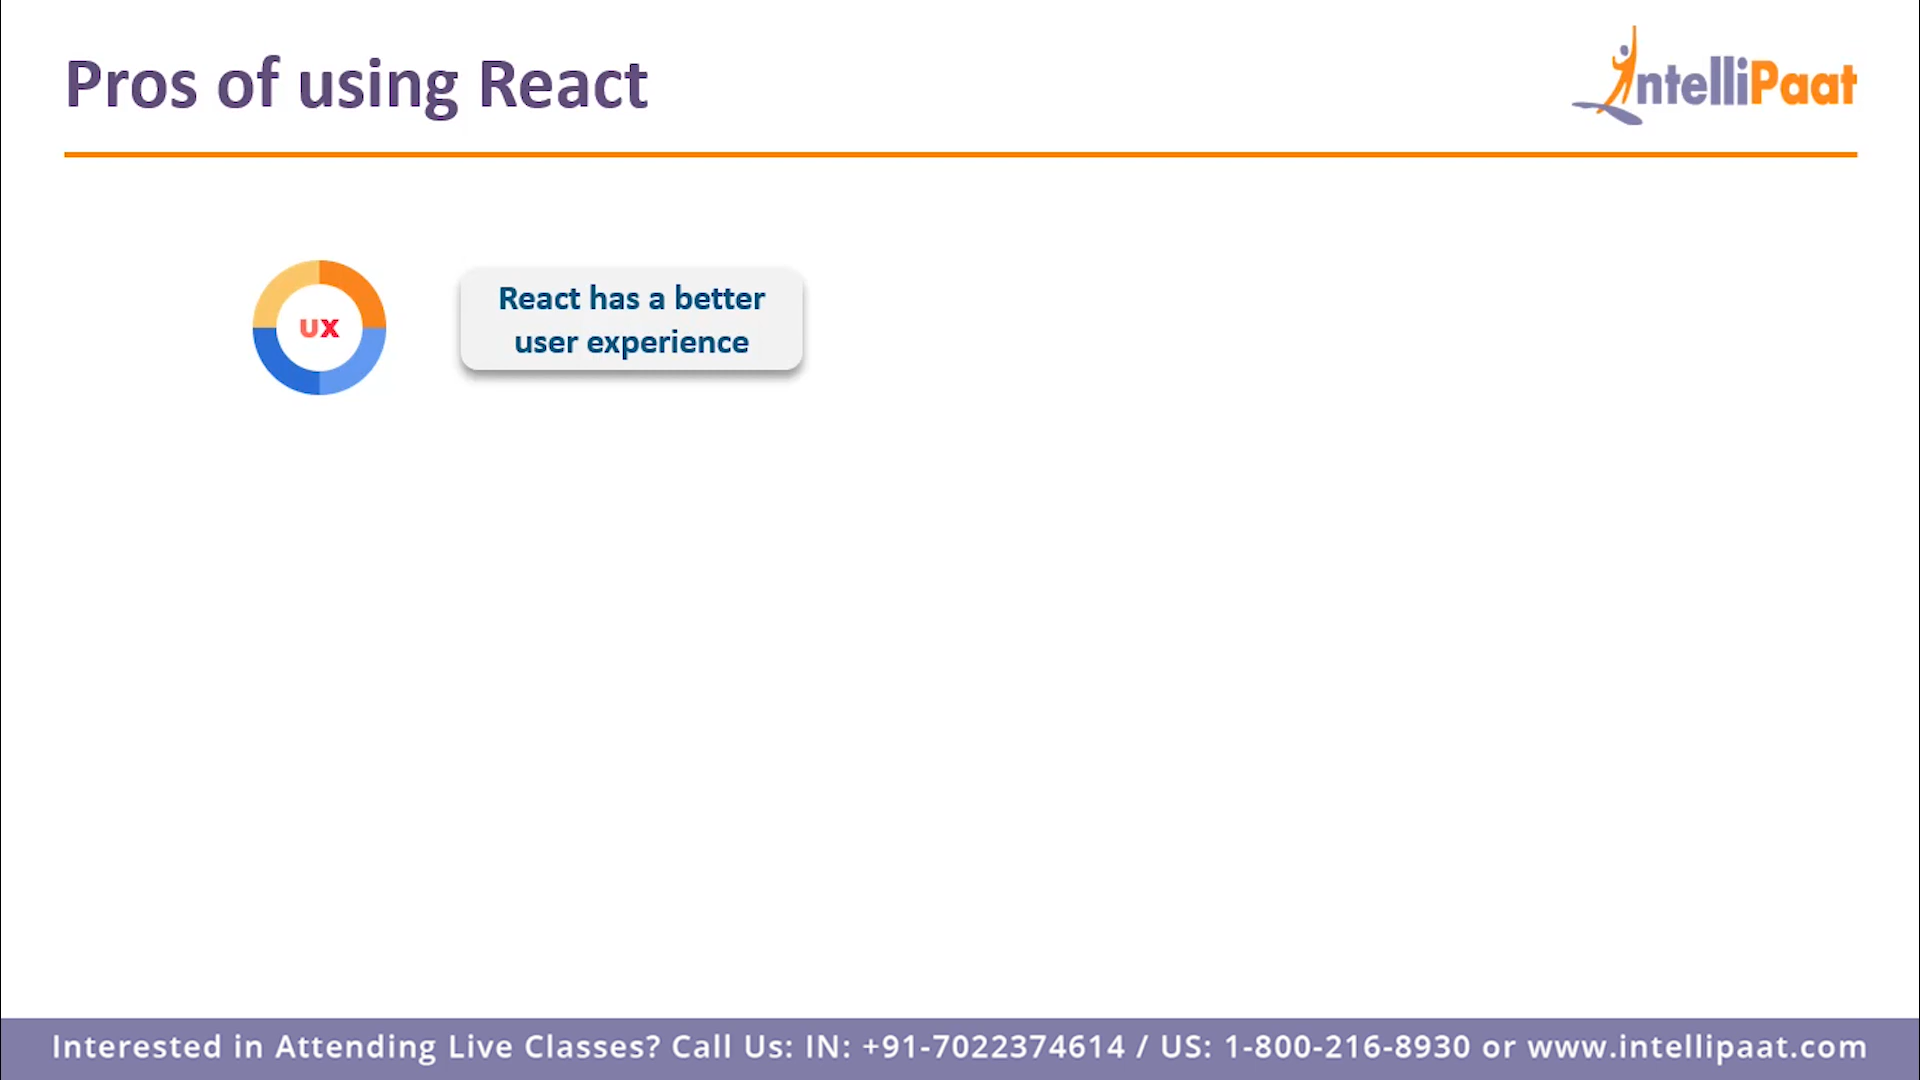 Pros of using React
IntelliPaat
UX
React has a better
user experience
Interested in Attending Live Classes? Call Us: IN: +91-7022374614 / US: 1-800-216-8930 or www.intellipaat.com